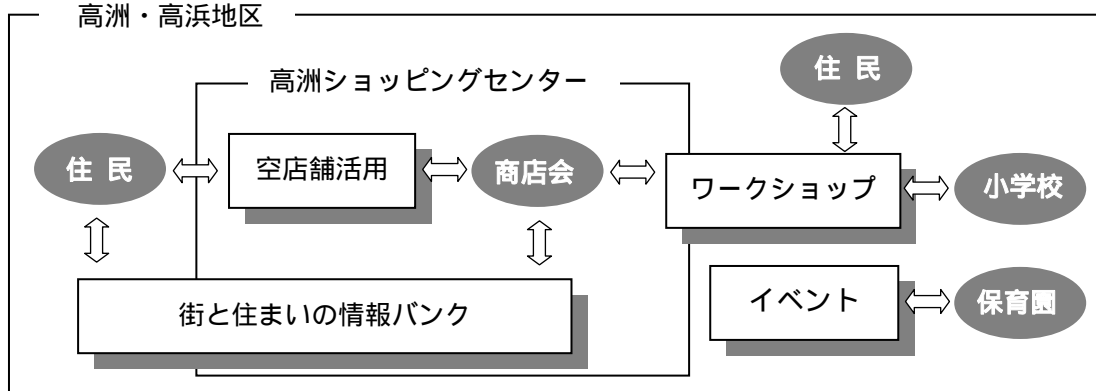 高洲・高浜地区
住 民
高洲ショッピングセンター
住 民
空店舗活用
商店会
ワークショップ
小学校
街と住まいの情報バンク
イベント
保育園